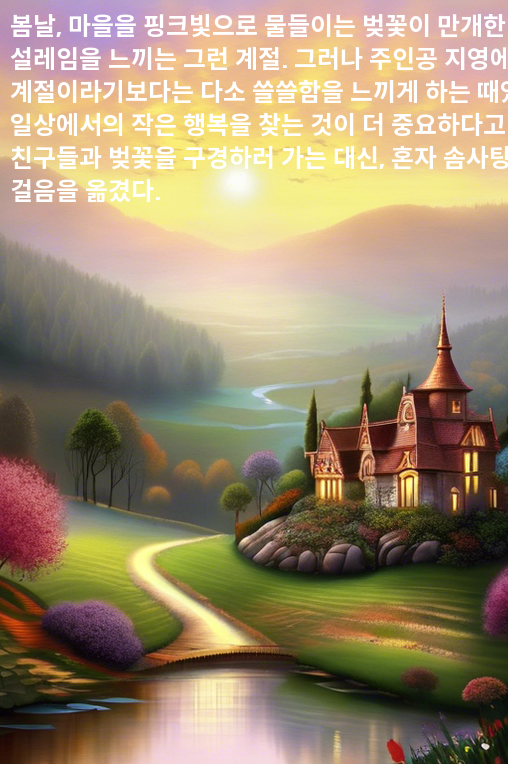 봄날, 마을을 핑크빛으로 물들이는 벚꽃이 만개한
설레임을 느끼는 그런 계절. 그러나 주인공 지영에
계절이라기보다는 다소 쓸쓸함을 느끼게 하는 때였
일상에서의 작은 행복을 찾는 것이 더 중요하다고
친구들과 벚꽃을 구경하러 가는 대신, 혼자 솜사탕
걸음을 옮겼다.